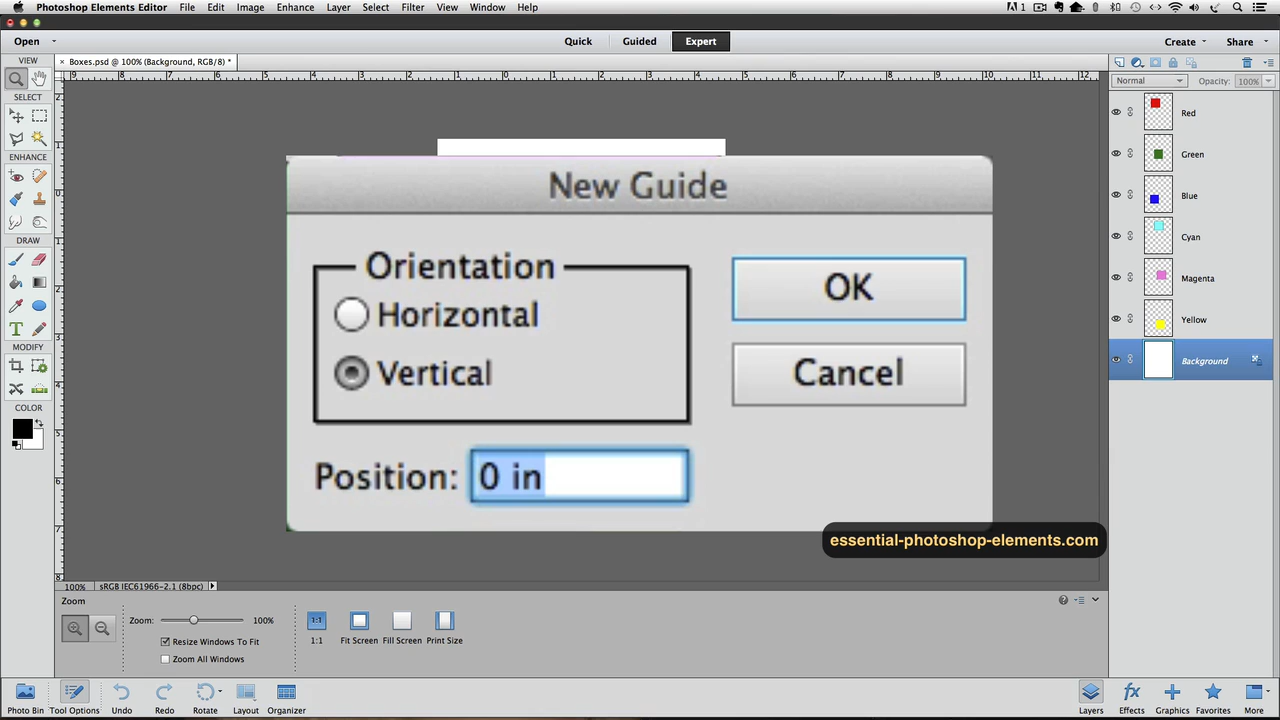 Photoshop Elements Editor File Edit Image Enhance Layer Select Filter View Window Help
Open Quick Guided Expert Create Share
VIEW
× Boxes.psd @ 100% (Background, RGB/8) *
SELECT
ENHANCE
DRAW
MODIFY
COLOR
New Guide
Orientation
Horizontal
Vertical
Position: 0 in
OK
Cancel
essential-photoshop-elements.com
Normal Opacity: 100%
Red
Green
Blue
Cyan
Magenta
Yellow
Background
100% sRGB IEC61966-2.1 (8bpc)
Zoom
Zoom: 100%
Resize Windows To Fit
Zoom All Windows
1:1 Fit Screen Fill Screen Print Size
Photo Bin Tool Options Undo Redo Rotate Layout Organizer
Layers Effects Graphics Favorites More